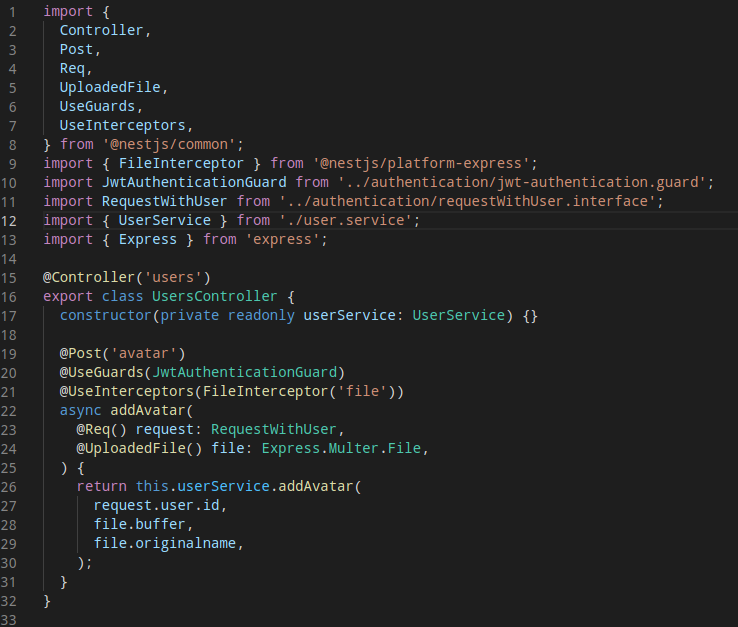 1 import {
2   Controller,
3   Post,
4   Req,
5   UploadedFile,
6   UseGuards,
7   UseInterceptors,
8 } from '@nestjs/common';
9 import { FileInterceptor } from '@nestjs/platform-express';
10 import JwtAuthenticationGuard from '../authentication/jwt-authentication.guard';
11 import RequestWithUser from '../authentication/requestWithUser.interface';
12 import { UserService } from './user.service';
13 import { Express } from 'express';
14
15 @Controller('users')
16 export class UsersController {
17   constructor(private readonly userService: UserService) {}
18
19   @Post('avatar')
20   @UseGuards(JwtAuthenticationGuard)
21   @UseInterceptors(FileInterceptor('file'))
22   async addAvatar(
23     @Req() request: RequestWithUser,
24     @UploadedFile() file: Express.Multer.File,
25   ) {
26     return this.userService.addAvatar(
27       request.user.id,
28       file.buffer,
29       file.originalname,
30     );
31   }
32 }
33